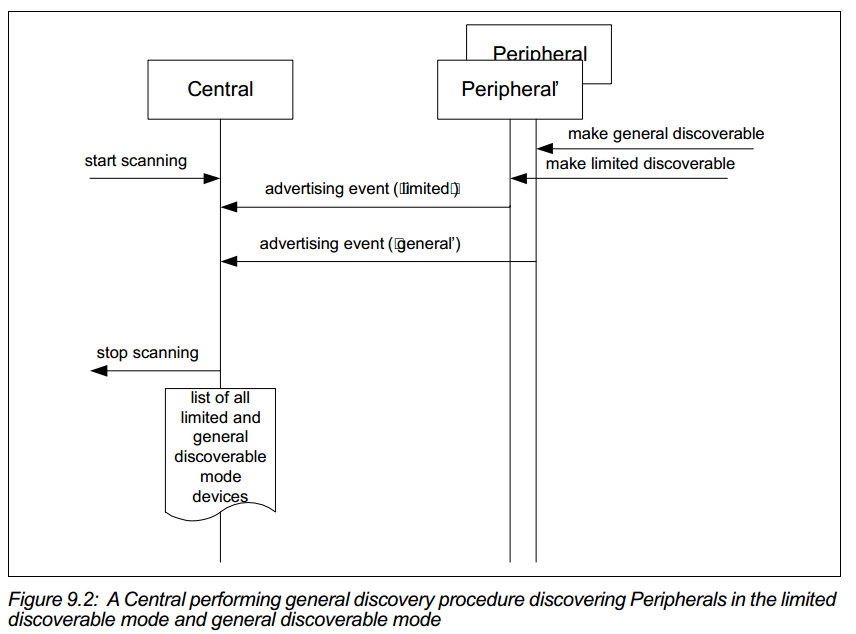 Peripheral
Central
Peripheral’
make general discoverable
start scanning
make limited discoverable
advertising event (▯limited▯)
advertising event (▯general’)
stop scanning
list of all
limited and
general
discoverable
mode
devices
Figure 9.2: A Central performing general discovery procedure discovering Peripherals in the limited
discoverable mode and general discoverable mode